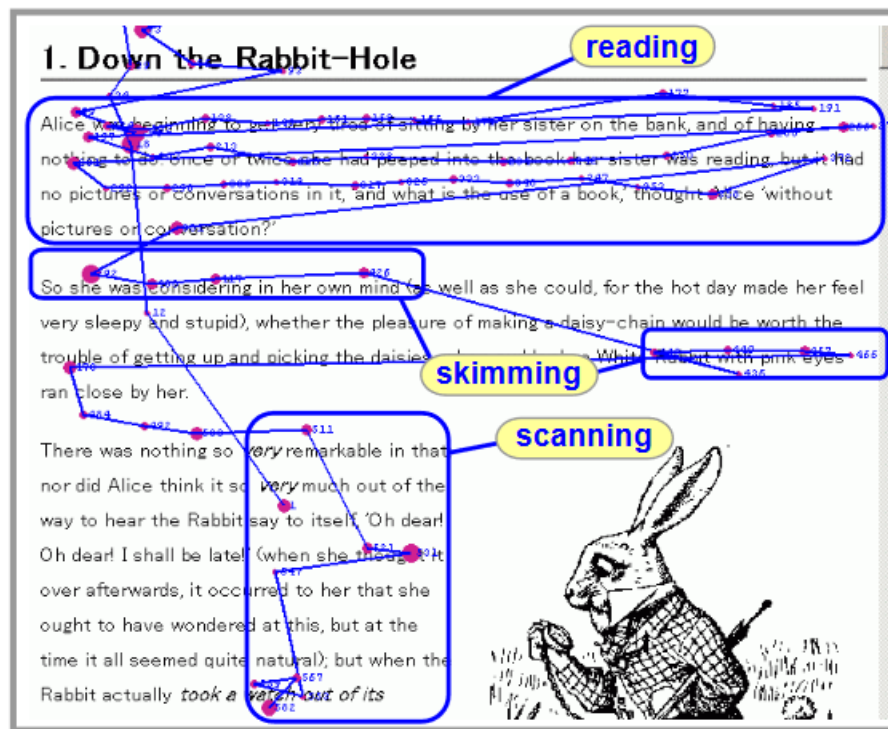 reading
1. Down the Rabbit-Hole
Alice was beginning to get very tired of sitting by her sister on the bank, and of having
nothing to do. Once or twice she had peeped into the book her sister was reading, but it had
no pictures or conversations in it, and what is the use of a book,' thought Alice 'without
pictures or conversation?'
So she was considering in her own mind (as well as she could, for the hot day made her feel
very sleepy and stupid), whether the pleasure of making a daisy-chain would be worth the
trouble of getting up and picking the daisies White Rabbit with pink eyes
skimming
ran close by her.
scanning
There was nothing so very remarkable in that
nor did Alice think it so very much out of the
way to hear the Rabbit say to itself, 'Oh dear!
Oh dear! I shall be late!' (when she thought it
over afterwards, it occurred to her that she
ought to have wondered at this, but at the
time it all seemed quite natural); but when the
Rabbit actually took a watch out of its